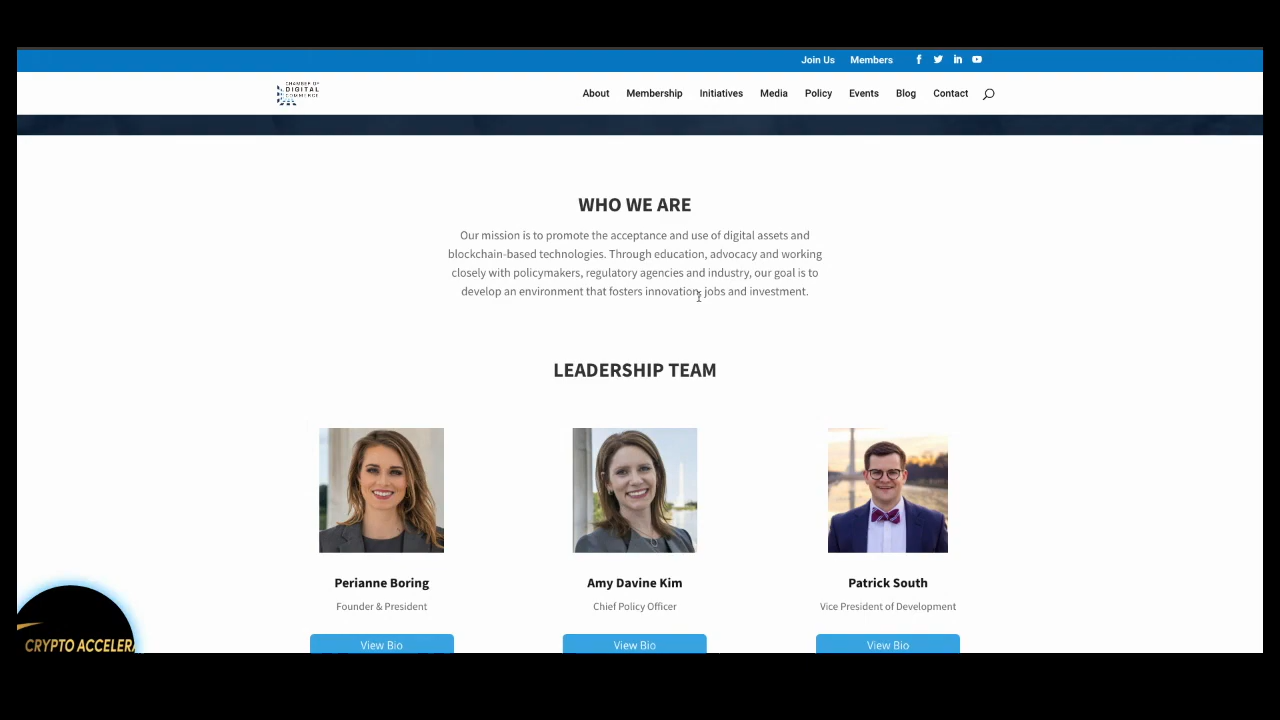 Join Us Members
CHAMBER OF
DIGITAL
COMMERCE
About Membership Initiatives Media Policy Events Blog Contact
WHO WE ARE
Our mission is to promote the acceptance and use of digital assets and
blockchain-based technologies. Through education, advocacy and working
closely with policymakers, regulatory agencies and industry, our goal is to
develop an environment that fosters innovation, jobs and investment.
LEADERSHIP TEAM
Perianne Boring Amy Davine Kim Patrick South
Founder & President Chief Policy Officer Vice President of Development
View Bio View Bio View Bio
CRYPTO ACCELERA